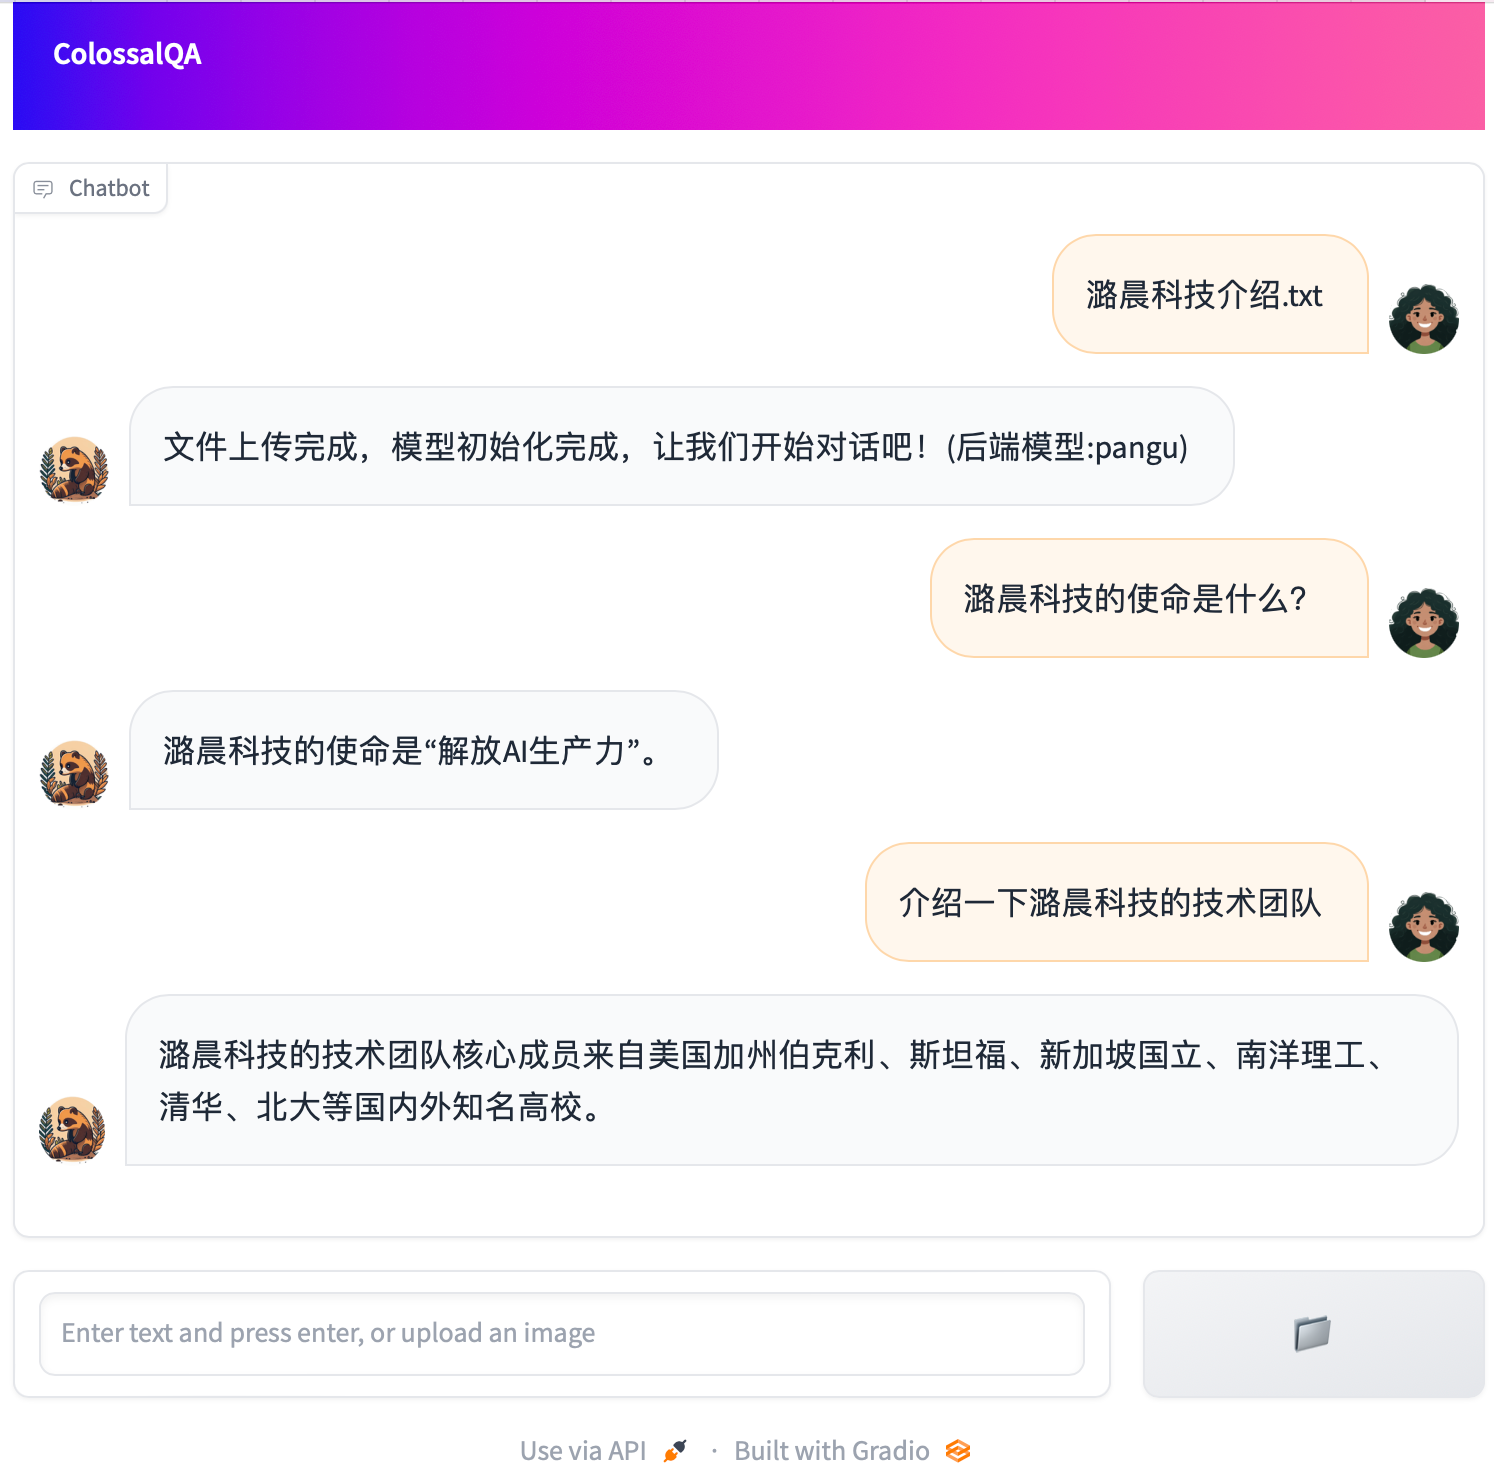 ColossalQA
Chatbot
潞晨科技介绍.txt
文件上传完成，模型初始化完成，让我们开始对话吧！(后端模型:pangu)
潞晨科技的使命是什么?
潞晨科技的使命是“解放AI生产力”。
介绍一下潞晨科技的技术团队
潞晨科技的技术团队核心成员来自美国加州伯克利、斯坦福、新加坡国立、南洋理工、
清华、北大等国内外知名高校。
Enter text and press enter, or upload an image
Use via API · Built with Gradio